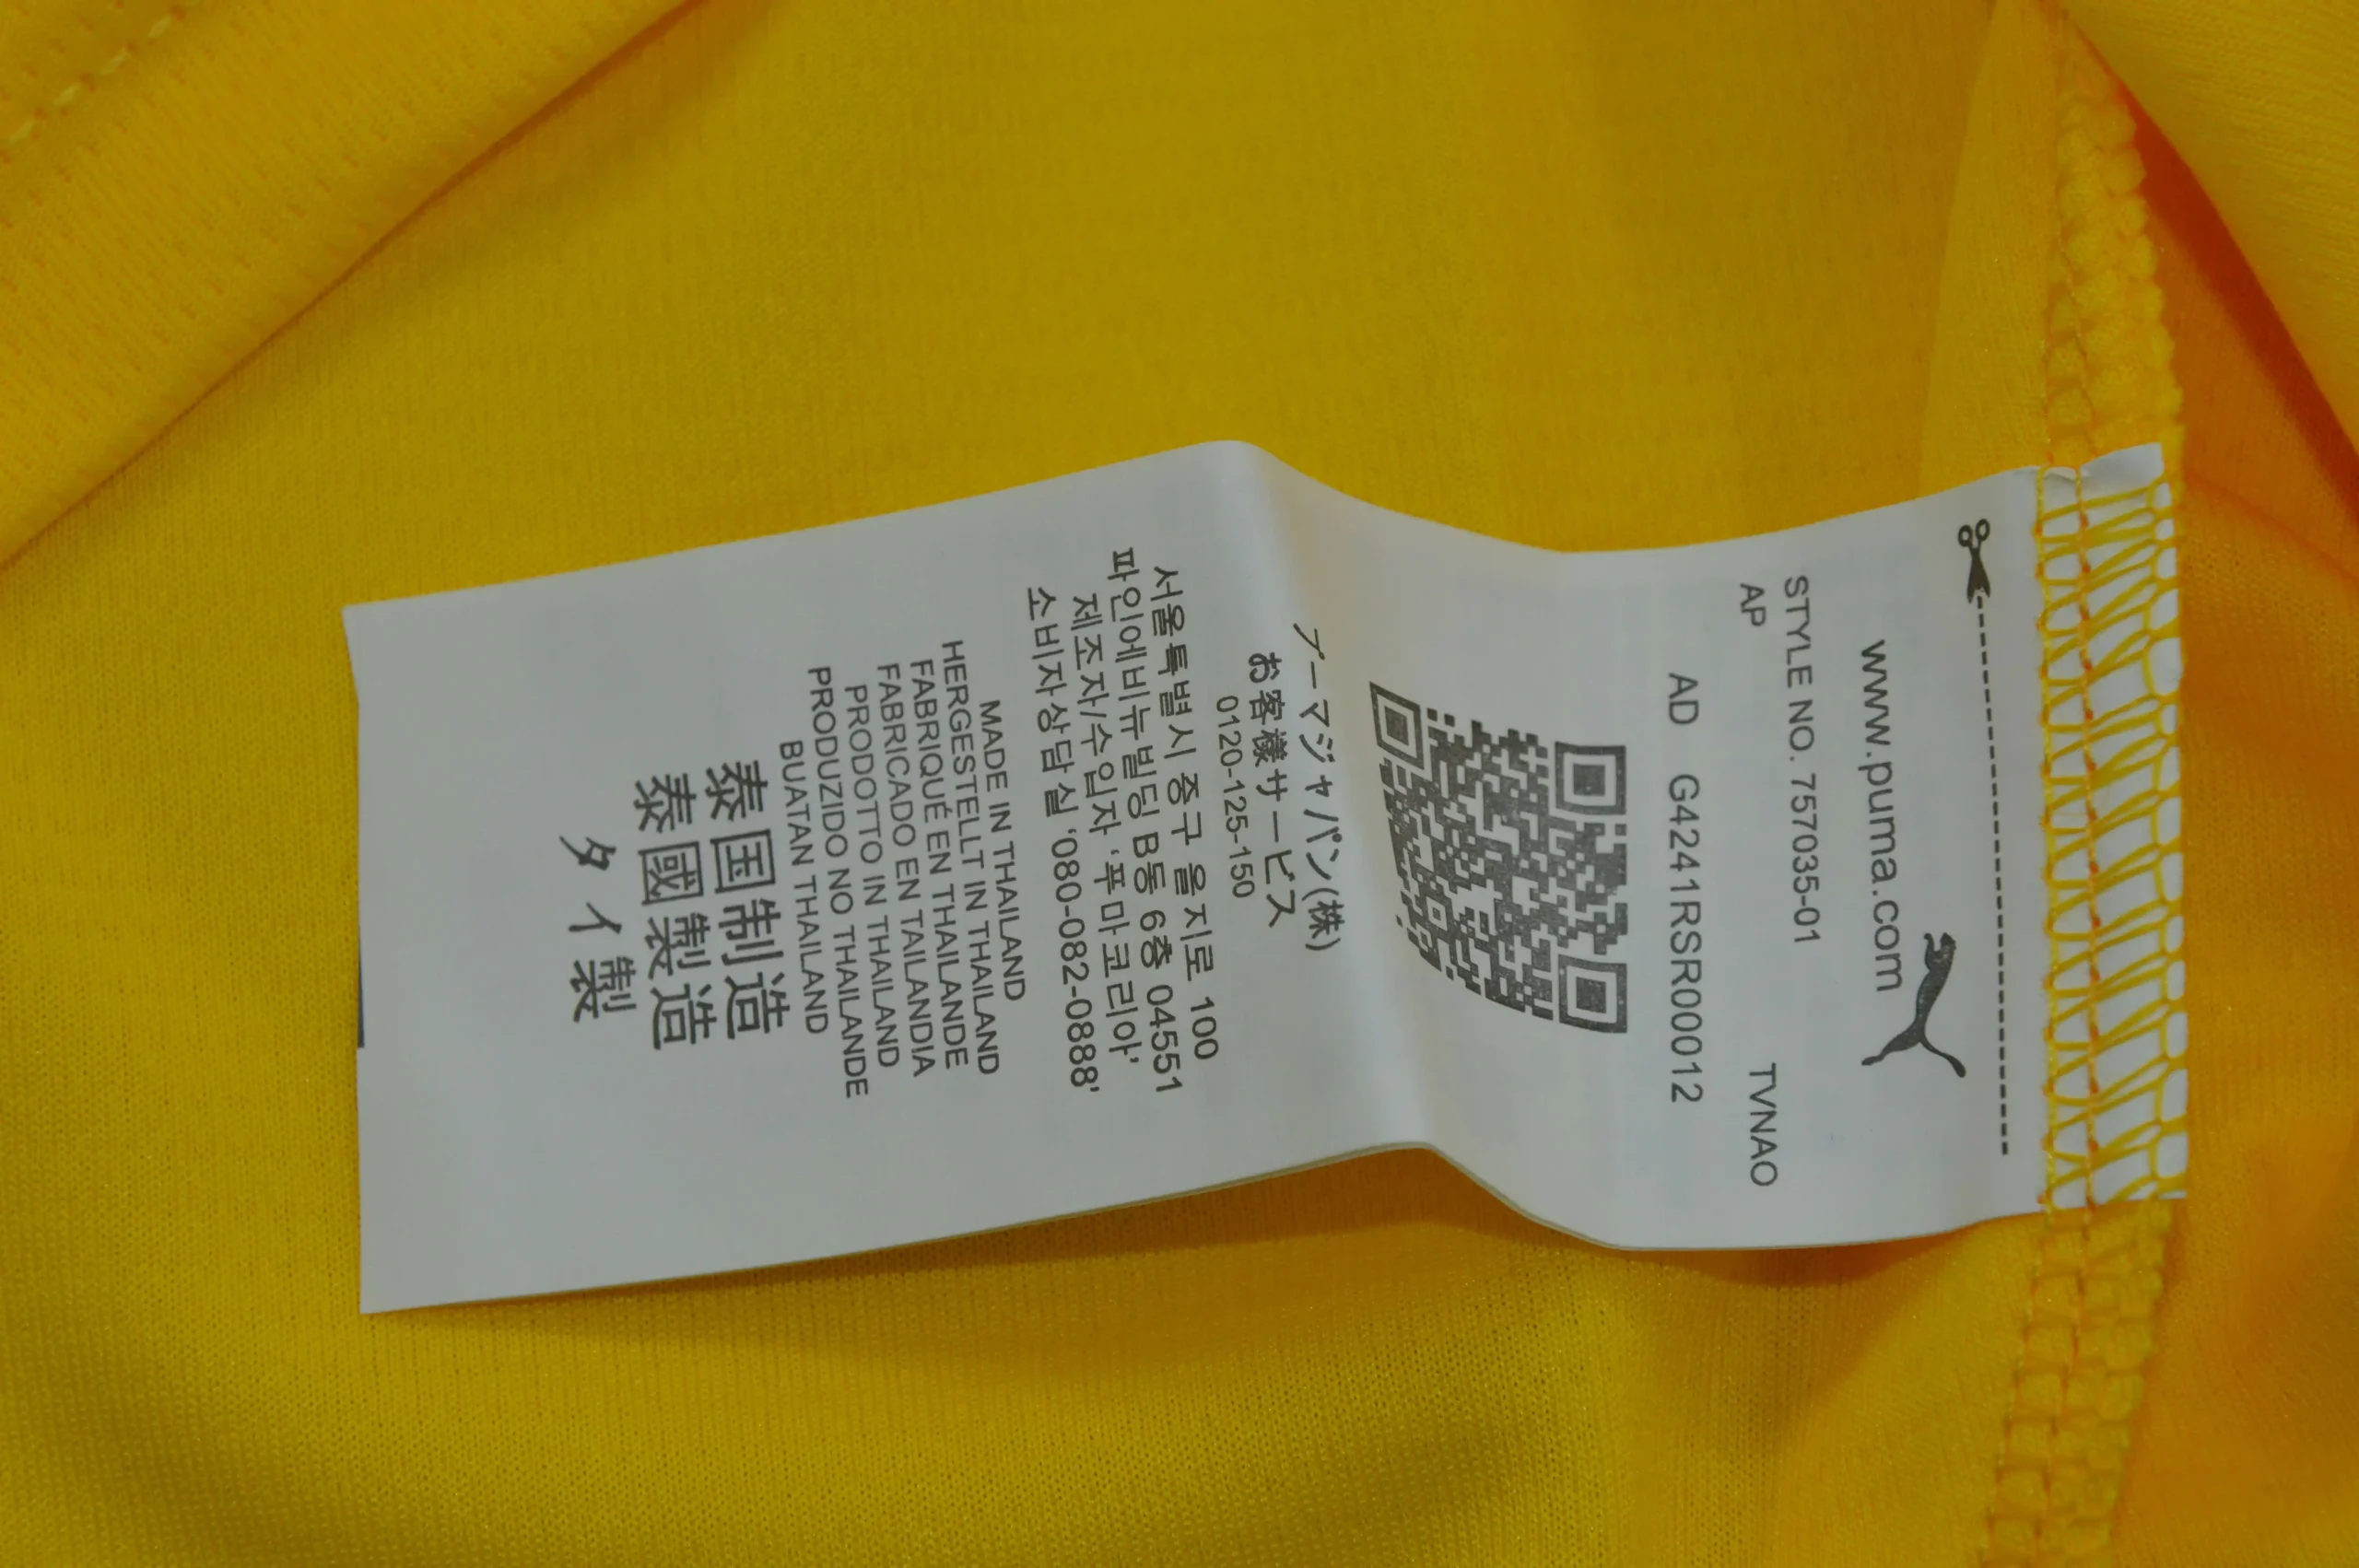 www.puma.com
STYLE NO. 757035-01
AP TVNAO
AD G4241RSR00012
プーマジャパン(株)
お客様サービス
0120-125-150
서울특별시 중구 을지로 100
파인에비뉴빌딩 B동 6층 04551
제조자/수입자 '푸마코리아'
소비자상담실 '080-082-0888'
MADE IN THAILAND
HERGESTELLT IN THAILAND
FABRIQUÉ EN THAILANDE
FABRICADO EN TAILANDIA
PRODOTTO IN THAILAND
PRODUZIDO NO THAILANDE
BUATAN THAILAND
泰国制造
泰國製造
タイ製